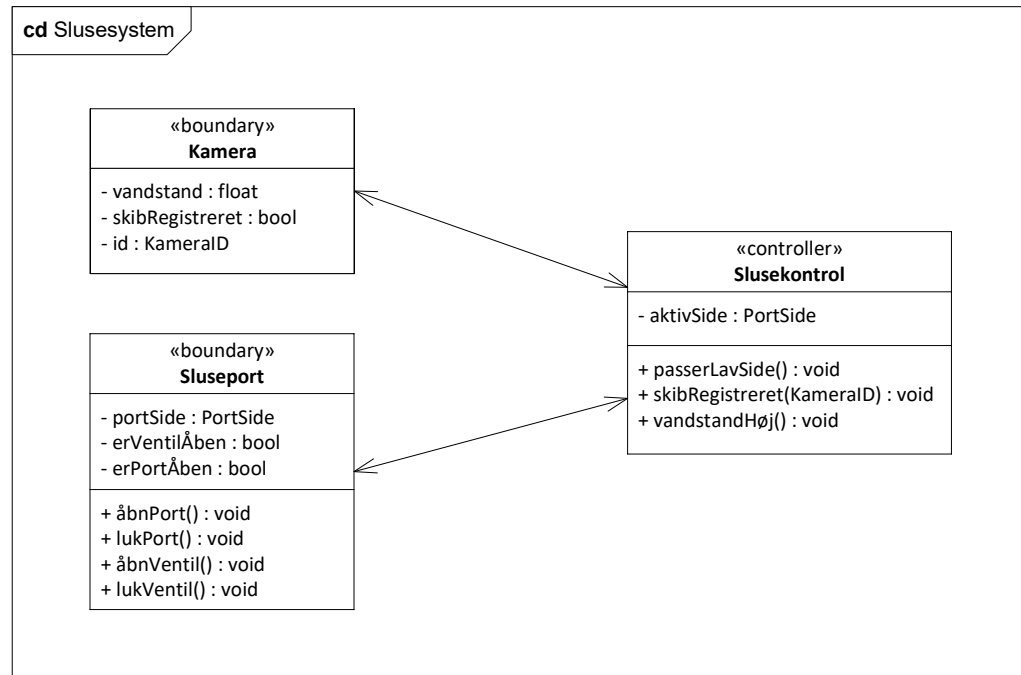 cd Slusesystem
«boundary»
Kamera
- vandstand : float
- skibRegistreret : bool
- id : KameraID
«boundary»
Sluseport
- portSide : PortSide
- erVentilÅben : bool
- erPortÅben : bool
+ åbnPort() : void
+ lukPort() : void
+ åbnVentil() : void
+ lukVentil() : void
«controller»
Slusekontrol
- aktivSide : PortSide
+ passerLavSide() : void
+ skibRegistreret(KameraID) : void
+ vandstandHøj() : void